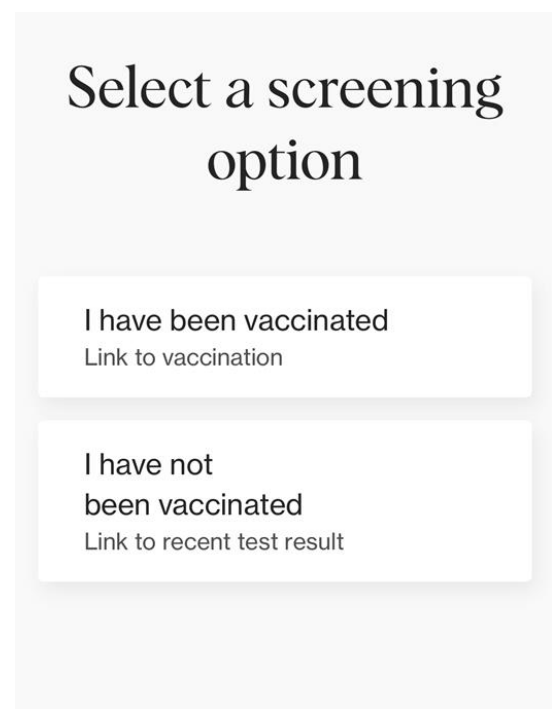 Select a screening
option
I have been vaccinated
Link to vaccination
I have not
been vaccinated
Link to recent test result